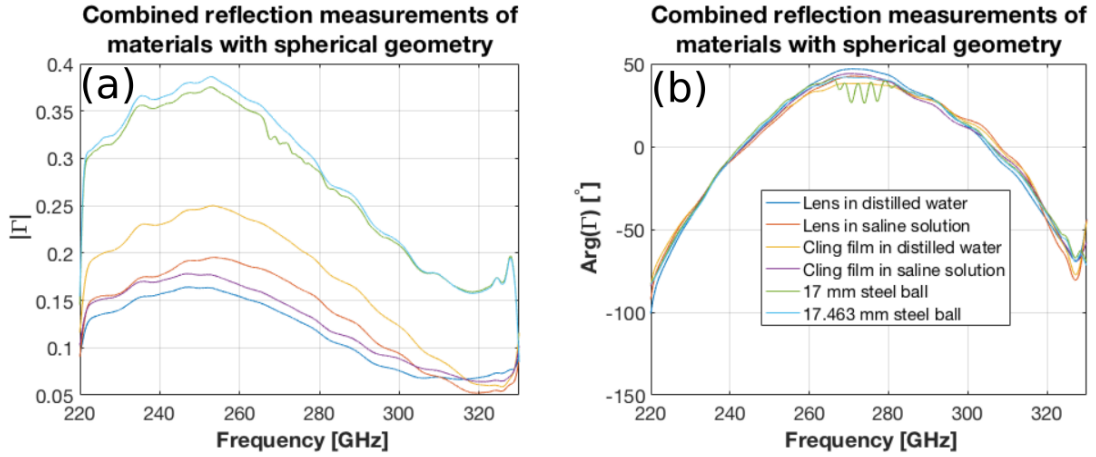 Combined reflection measurements of
materials with spherical geometry
(a)
0.4
0.35
0.3
0.25
0.2
0.15
0.1
0.05
|Γ|
220 240 260 280 300 320
Frequency [GHz]
Combined reflection measurements of
materials with spherical geometry
(b)
50
0
-50
-100
-150
Arg(Γ) [°]
Lens in distilled water
Lens in saline solution
Cling film in distilled water
Cling film in saline solution
17 mm steel ball
17.463 mm steel ball
220 240 260 280 300 320
Frequency [GHz]